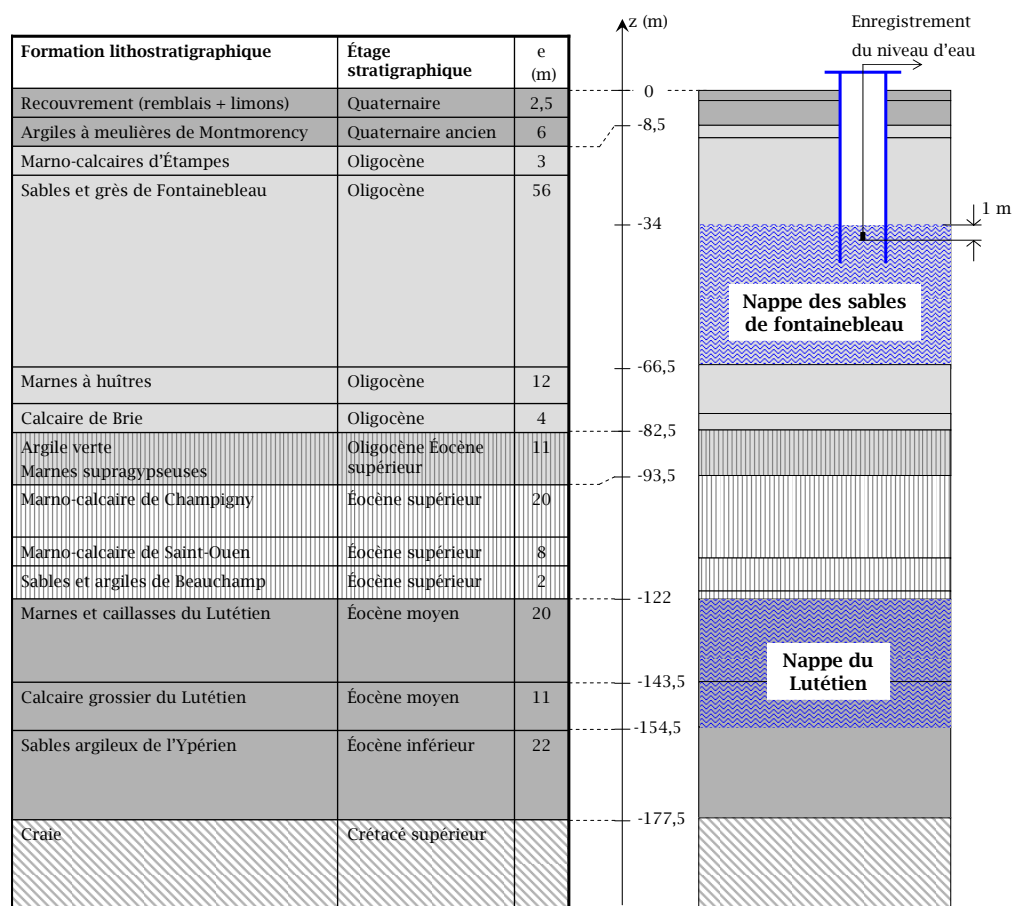 Formation lithostratigraphique Étage stratigraphique e (m)
Recouvrement (remblais + limons) Quaternaire 2,5
Argiles à meulières de Montmorency Quaternaire ancien 6
Marno-calcaires d'Étampes Oligocène 3
Sables et grès de Fontainebleau Oligocène 56
Marnes à huîtres Oligocène 12
Calcaire de Brie Oligocène 4
Argile verte Oligocène Éocène 11
Marnes supragypseuses supérieur
Marno-calcaire de Champigny Éocène supérieur 20
Marno-calcaire de Saint-Ouen Éocène supérieur 8
Sables et argiles de Beauchamp Éocène supérieur 2
Marnes et caillasses du Lutétien Éocène moyen 20
Calcaire grossier du Lutétien Éocène moyen 11
Sables argileux de l'Ypérien Éocène inférieur 22
Craie Crétacé supérieur
z (m)
0
-8,5
-34
-66,5
-82,5
-93,5
-122
-143,5
-154,5
-177,5
Enregistrement
du niveau d'eau
1 m
Nappe des sables
de fontainebleau
Nappe du
Lutétien